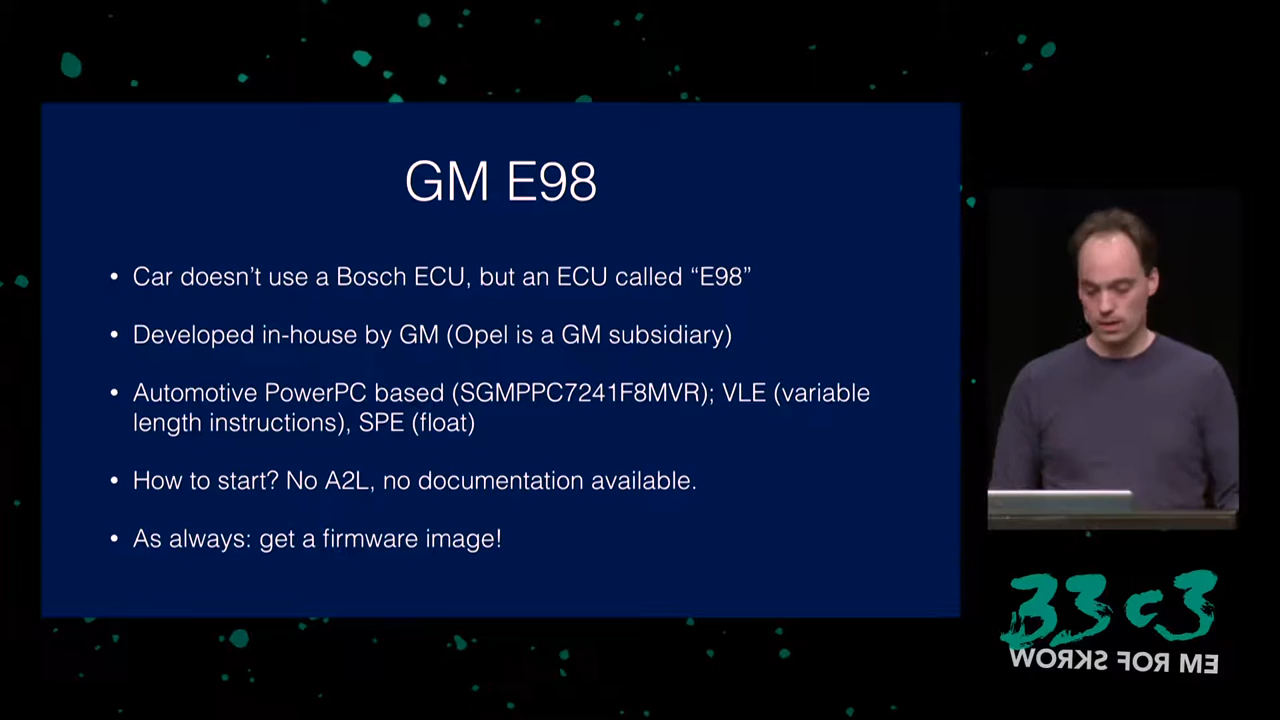 GM E98
• Car doesn’t use a Bosch ECU, but an ECU called “E98”
• Developed in-house by GM (Opel is a GM subsidiary)
• Automotive PowerPC based (SGMPPC7241F8MVR); VLE (variable
length instructions), SPE (float)
• How to start? No A2L, no documentation available.
• As always: get a firmware image!
33c3
WORKS FOR ME